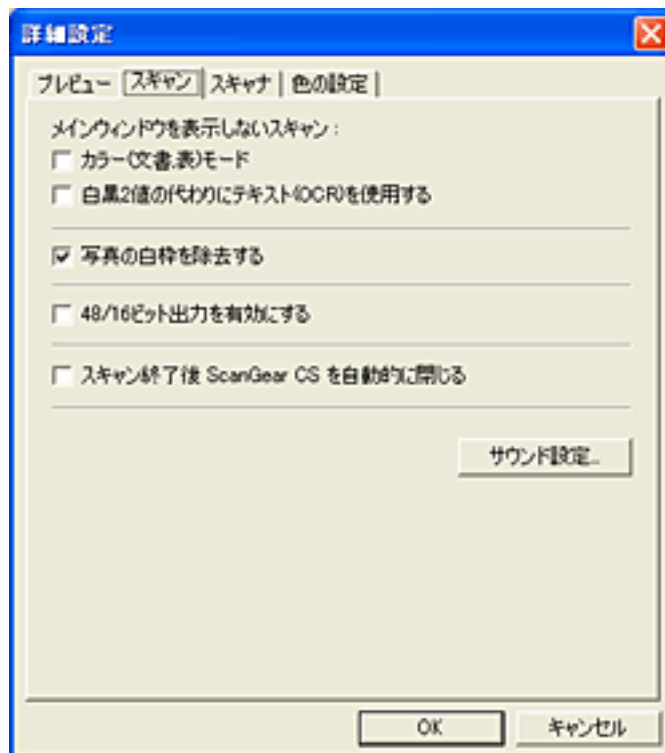 詳細設定
プレビュー スキャン スキャナ 色の設定
メインウィンドウを表示しないスキャン:
カラー(文書,表)モード
白黒2値の代わりにテキスト(OCR)を使用する
写真の白枠を除去する
48/16ビット出力を有効にする
スキャン終了後 ScanGear CS を自動的に閉じる
サウンド設定...
OK キャンセル